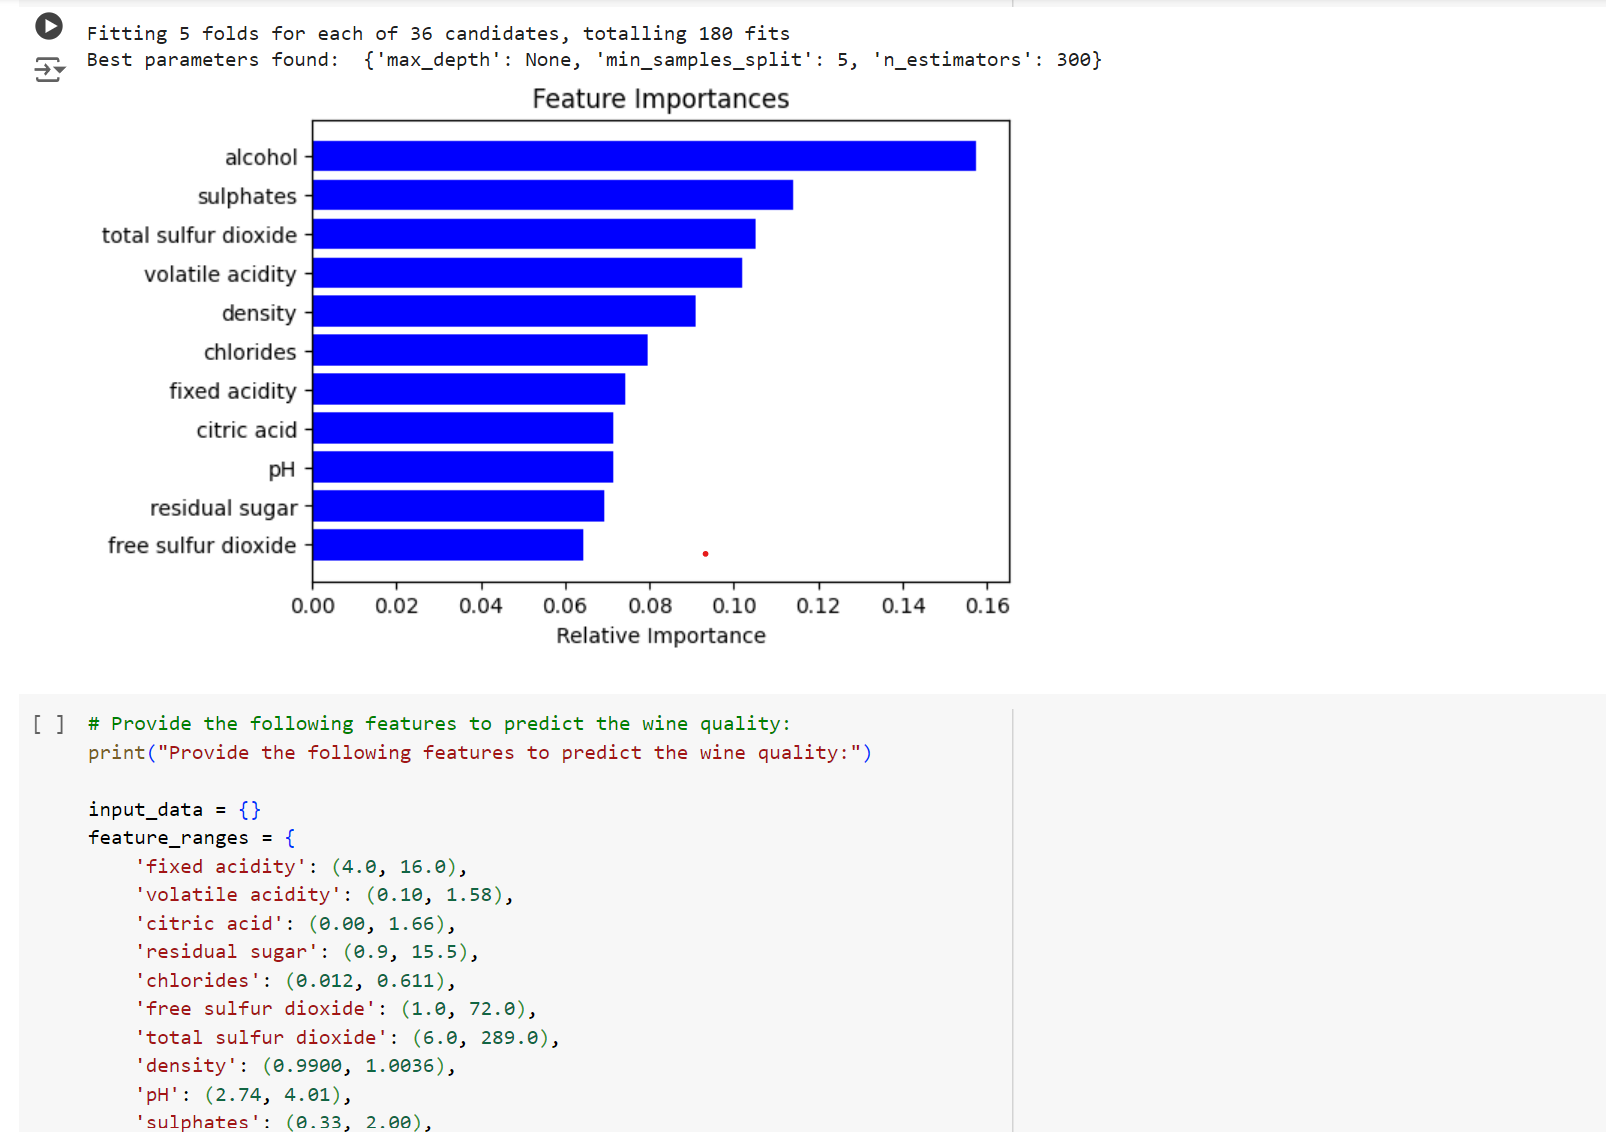 Fitting 5 folds for each of 36 candidates, totalling 180 fits
Best parameters found:  {'max_depth': None, 'min_samples_split': 5, 'n_estimators': 300}
Feature Importances
alcohol
sulphates
total sulfur dioxide
volatile acidity
density
chlorides
fixed acidity
citric acid
pH
residual sugar
free sulfur dioxide
0.00 0.02 0.04 0.06 0.08 0.10 0.12 0.14 0.16
Relative Importance
[ ] # Provide the following features to predict the wine quality:
print("Provide the following features to predict the wine quality:")
input_data = {}
feature_ranges = {
    'fixed acidity': (4.0, 16.0),
    'volatile acidity': (0.10, 1.58),
    'citric acid': (0.00, 1.66),
    'residual sugar': (0.9, 15.5),
    'chlorides': (0.012, 0.611),
    'free sulfur dioxide': (1.0, 72.0),
    'total sulfur dioxide': (6.0, 289.0),
    'density': (0.9900, 1.0036),
    'pH': (2.74, 4.01),
    'sulphates': (0.33, 2.00),